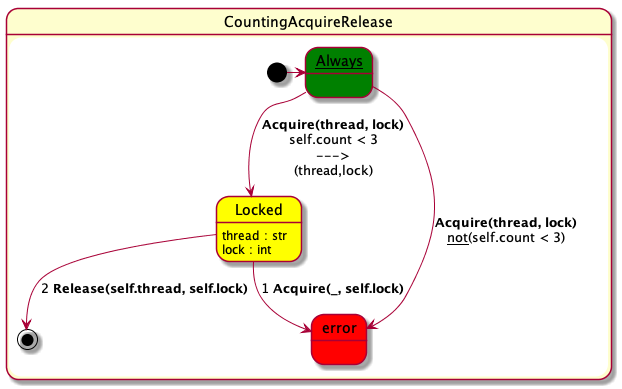 CountingAcquireRelease
Always
Acquire(thread, lock)
self.count < 3
--->
(thread,lock)
Acquire(thread, lock)
not(self.count < 3)
Locked
thread : str
lock : int
2 Release(self.thread, self.lock)
1 Acquire(_, self.lock)
error